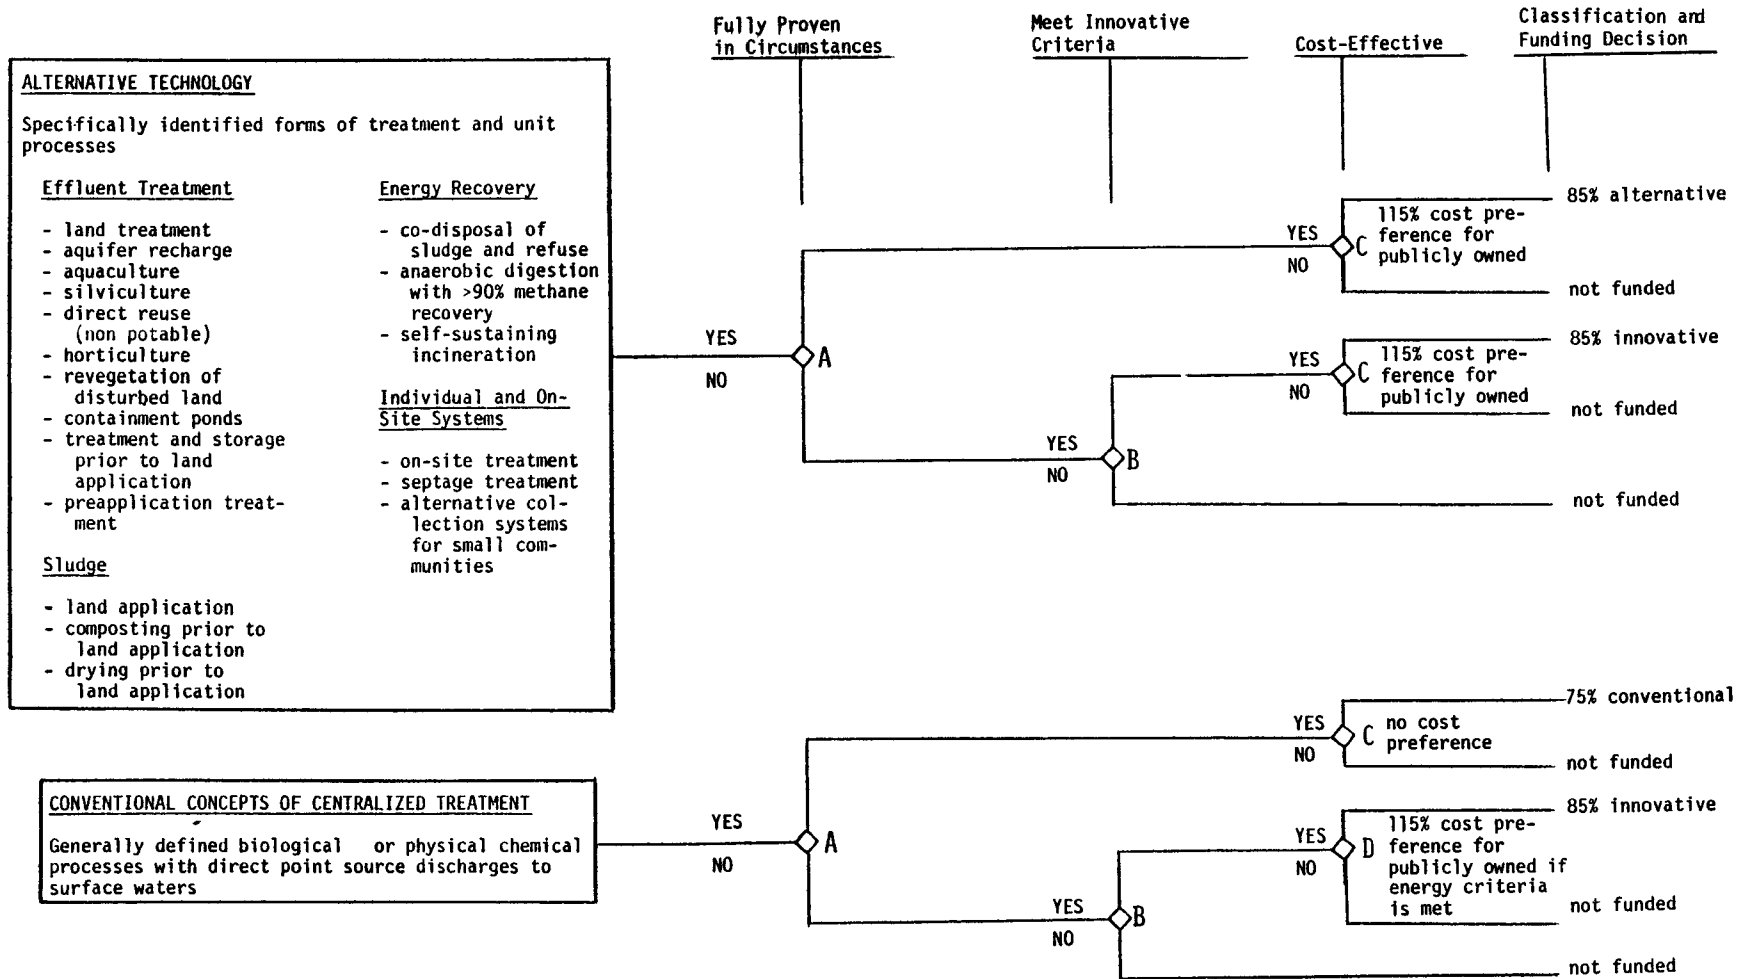 Fully Proven
in Circumstances
Meet Innovative
Criteria
Cost-Effective
Classification and
Funding Decision
ALTERNATIVE TECHNOLOGY
Specifically identified forms of treatment and unit
processes
Effluent Treatment
- land treatment
- aquifer recharge
- aquaculture
- silviculture
- direct reuse
(non potable)
- horticulture
- revegetation of
disturbed land
- containment ponds
- treatment and storage
prior to land
application
- preapplication treat-
ment
Sludge
- land application
- composting prior to
land application
- drying prior to
land application
Energy Recovery
- co-disposal of
sludge and refuse
- anaerobic digestion
with >90% methane
recovery
- self-sustaining
incineration
Individual and On-
Site Systems
- on-site treatment
- septage treatment
- alternative col-
lection systems
for small com-
munities
YES
NO
A
YES
NO
C
115% cost pre-
ference for
publicly owned
85% alternative
not funded
YES
NO
B
YES
NO
C
115% cost pre-
ference for
publicly owned
85% innovative
not funded
not funded
CONVENTIONAL CONCEPTS OF CENTRALIZED TREATMENT
Generally defined biological or physical chemical
processes with direct point source discharges to
surface waters
YES
NO
A
YES
NO
C
no cost
preference
75% conventional
not funded
YES
NO
B
YES
NO
D
115% cost pre-
ference for
publicly owned if
energy criteria
is met
85% innovative
not funded
not funded